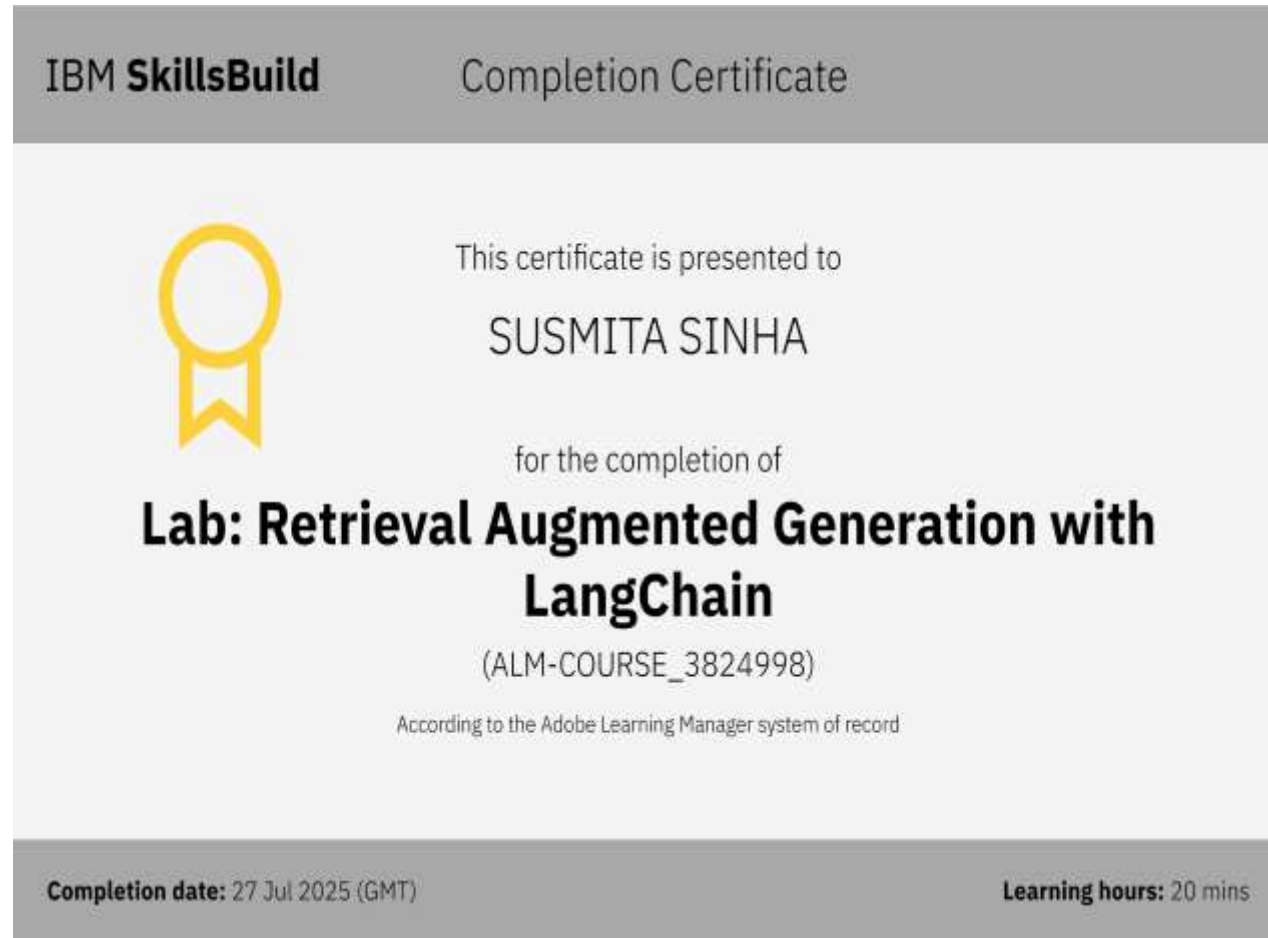 IBM SkillsBuild Completion Certificate
This certificate is presented to
SUSMITA SINHA
for the completion of
Lab: Retrieval Augmented Generation with
LangChain
(ALM-COURSE_3824998)
According to the Adobe Learning Manager system of record
Completion date: 27 Jul 2025 (GMT) Learning hours: 20 mins